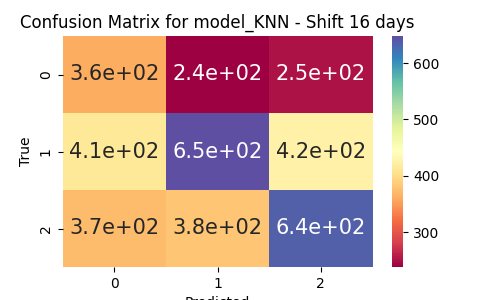 Confusion Matrix for model_KNN - Shift 16 days
0 3.6e+02 2.4e+02 2.5e+02
1 4.1e+02 6.5e+02 4.2e+02
2 3.7e+02 3.8e+02 6.4e+02
True
0 1 2
Predicted
600
500
400
300